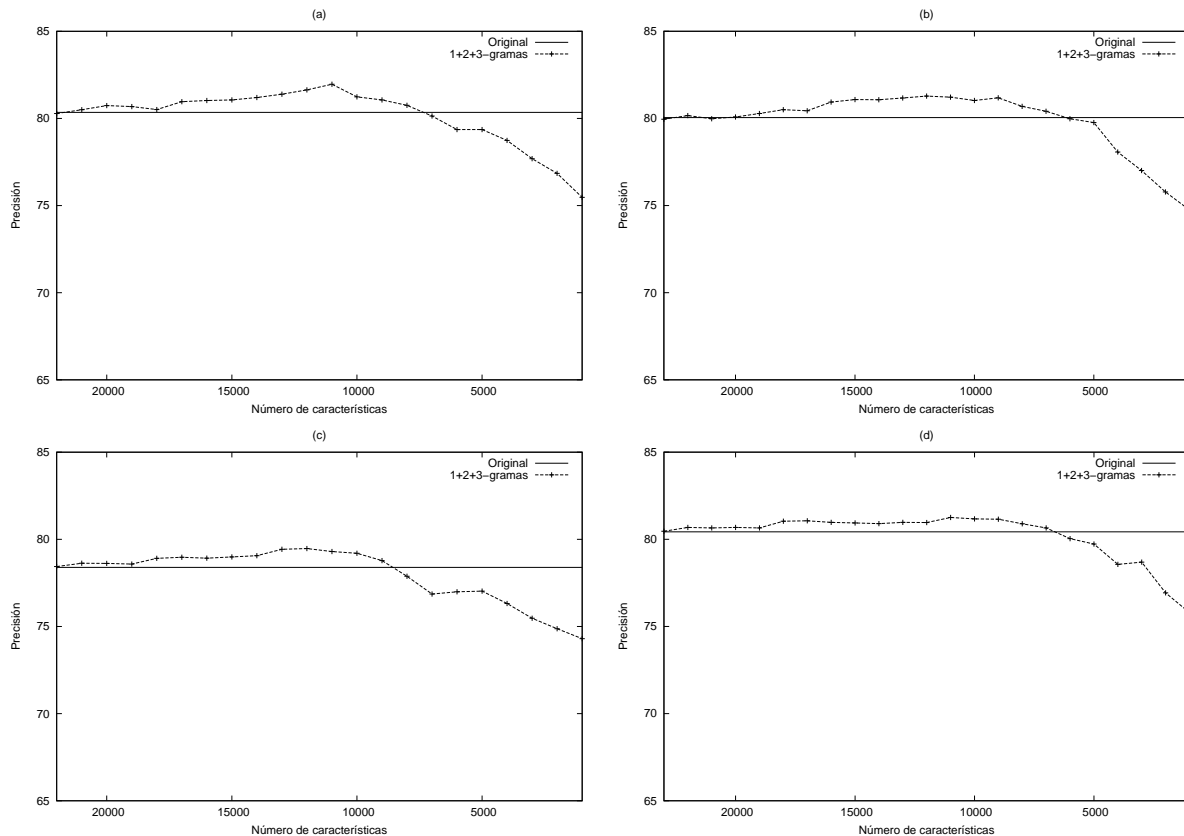 (a)
85
80
75
70
65
Precisión
Original
1+2+3−gramas
20000 15000 10000 5000
Número de características
(b)
85
80
75
70
65
Precisión
Original
1+2+3−gramas
20000 15000 10000 5000
Número de características
(c)
85
80
75
70
65
Precisión
Original
1+2+3−gramas
20000 15000 10000 5000
Número de características
(d)
85
80
75
70
65
Precisión
Original
1+2+3−gramas
20000 15000 10000 5000
Número de características